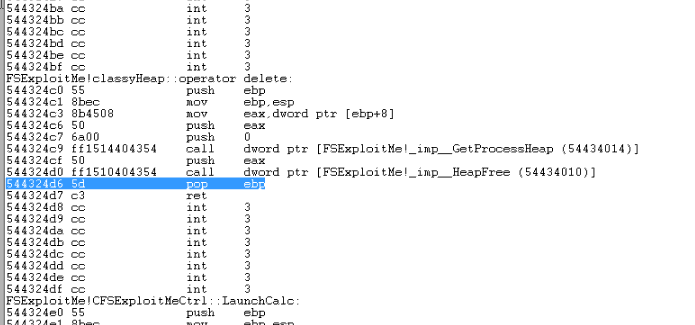 544324ba cc int 3
544324bb cc int 3
544324bc cc int 3
544324bd cc int 3
544324be cc int 3
544324bf cc int 3
FSExploitMe!classyHeap::operator delete:
544324c0 55 push ebp
544324c1 8bec mov ebp,esp
544324c3 8b4508 mov eax,dword ptr [ebp+8]
544324c6 50 push eax
544324c7 6a00 push 0
544324c9 ff1514404354 call dword ptr [FSExploitMe!_imp__GetProcessHeap (54434014)]
544324cf 50 push eax
544324d0 ff1510404354 call dword ptr [FSExploitMe!_imp__HeapFree (54434010)]
544324d6 5d pop ebp
544324d7 c3 ret
544324d8 cc int 3
544324d9 cc int 3
544324da cc int 3
544324db cc int 3
544324dc cc int 3
544324dd cc int 3
544324de cc int 3
544324df cc int 3
FSExploitMe!CFSExploitMeCtrl::LaunchCalc:
544324e0 55 push ebp
544324e1 8bec mov ebp,esp